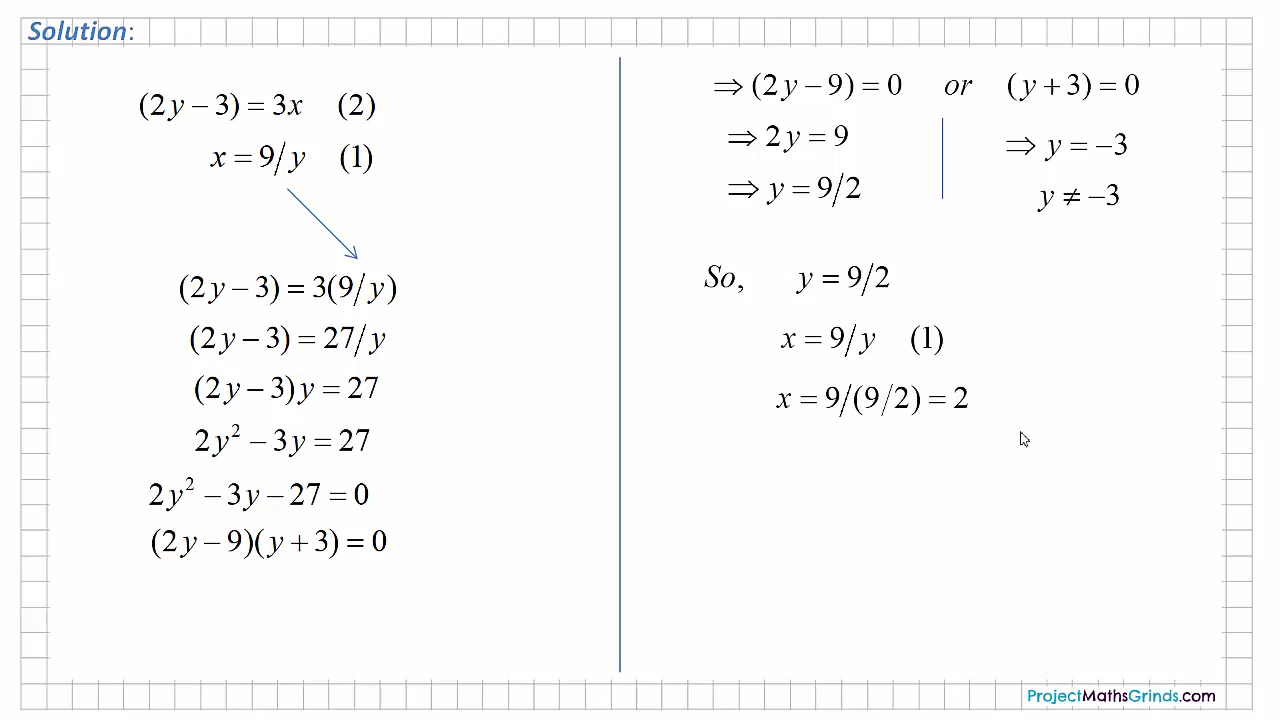 Solution:
(2y − 3) = 3x (2)
x = 9/y (1)
(2y − 3) = 3(9/y)
(2y − 3) = 27/y
(2y − 3)y = 27
2y² − 3y = 27
2y² − 3y − 27 = 0
(2y − 9)(y + 3) = 0
⇒ (2y − 9) = 0 or (y + 3) = 0
⇒ 2y = 9
⇒ y = 9/2
⇒ y = −3
y ≠ −3
So, y = 9/2
x = 9/y (1)
x = 9/(9/2) = 2
ProjectMathsGrinds.com